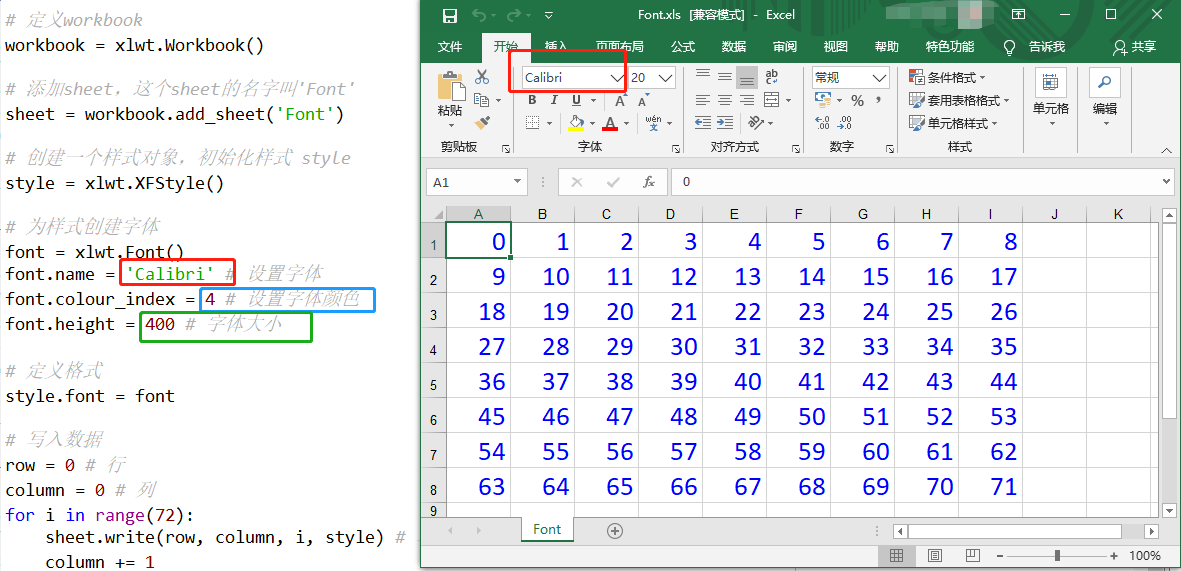 # 定义workbook
workbook = xlwt.Workbook()
# 添加sheet，这个sheet的名字叫'Font'
sheet = workbook.add_sheet('Font')
# 创建一个样式对象，初始化样式 style
style = xlwt.XFStyle()
# 为样式创建字体
font = xlwt.Font()
font.name = 'Calibri' # 设置字体
font.colour_index = 4 # 设置字体颜色
font.height = 400 # 字体大小
# 定义格式
style.font = font
# 写入数据
row = 0 # 行
column = 0 # 列
for i in range(72):
sheet.write(row, column, i, style) #
column += 1
Font.xls [兼容模式] - Excel
文件 开始 插入 页面布局 公式 数据 审阅 视图 帮助 特色功能 告诉我 共享
粘贴
剪贴板
Calibri 20
B I U A A
A wén 文
字体
ab
对齐方式
常规
% ,
.00 .0
数字
条件格式
套用表格格式
单元格样式
样式
单元格
编辑
A1 fx 0
A B C D E F G H I J K
1 0 1 2 3 4 5 6 7 8
2 9 10 11 12 13 14 15 16 17
3 18 19 20 21 22 23 24 25 26
4 27 28 29 30 31 32 33 34 35
5 36 37 38 39 40 41 42 43 44
6 45 46 47 48 49 50 51 52 53
7 54 55 56 57 58 59 60 61 62
8 63 64 65 66 67 68 69 70 71
9
Font
100%